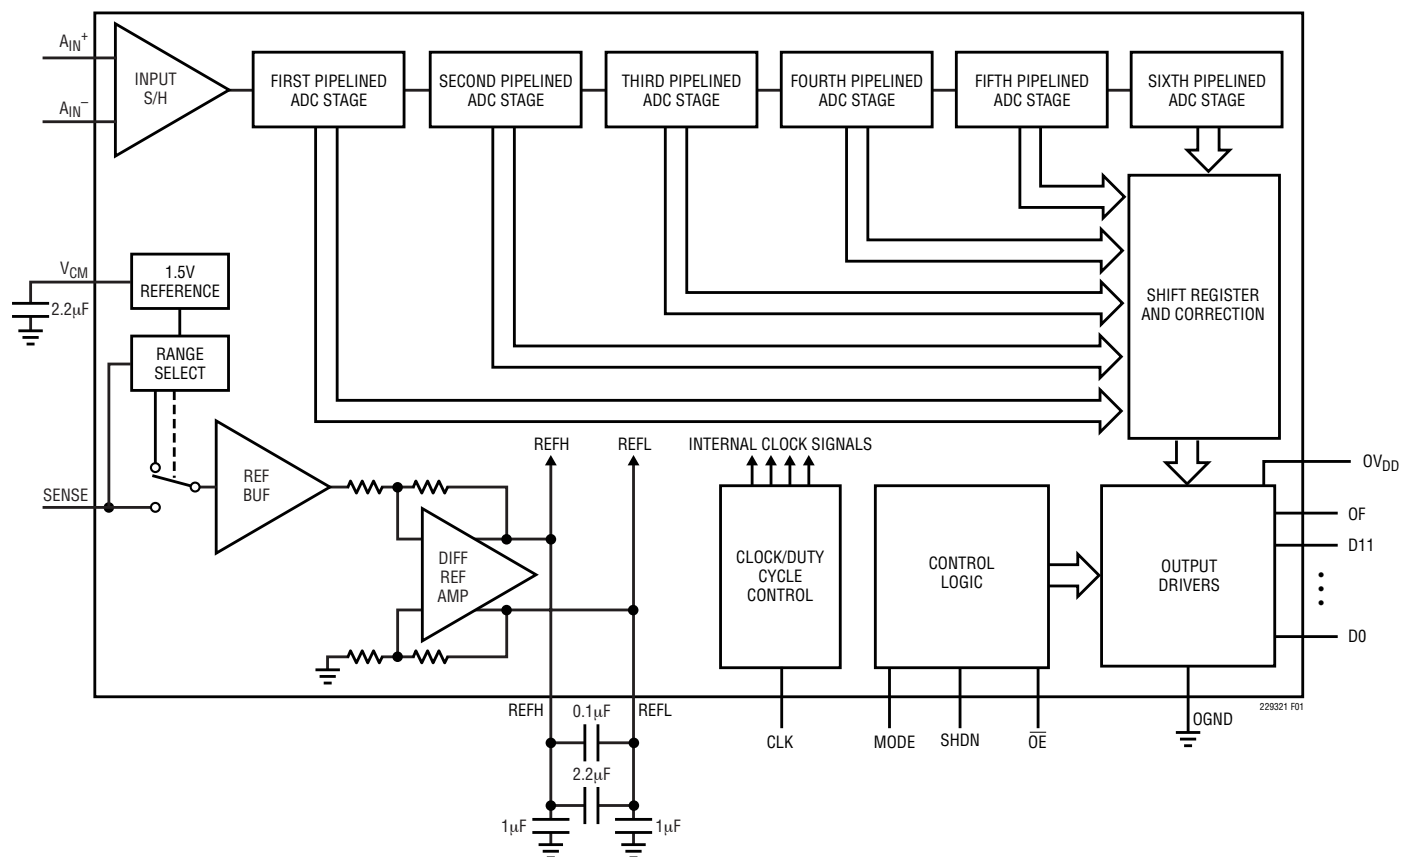 AIN+
INPUT
S/H
AIN−
FIRST PIPELINED
ADC STAGE
SECOND PIPELINED
ADC STAGE
THIRD PIPELINED
ADC STAGE
FOURTH PIPELINED
ADC STAGE
FIFTH PIPELINED
ADC STAGE
SIXTH PIPELINED
ADC STAGE
VCM
2.2µF
1.5V
REFERENCE
RANGE
SELECT
SHIFT REGISTER
AND CORRECTION
SENSE
REF
BUF
REFH
REFL
INTERNAL CLOCK SIGNALS
DIFF
REF
AMP
CLOCK/DUTY
CYCLE
CONTROL
CONTROL
LOGIC
OUTPUT
DRIVERS
OVDD
OF
D11
D0
REFH
0.1µF
REFL
2.2µF
1µF
1µF
CLK
MODE
SHDN
O̅E̅
OGND
229321 F01